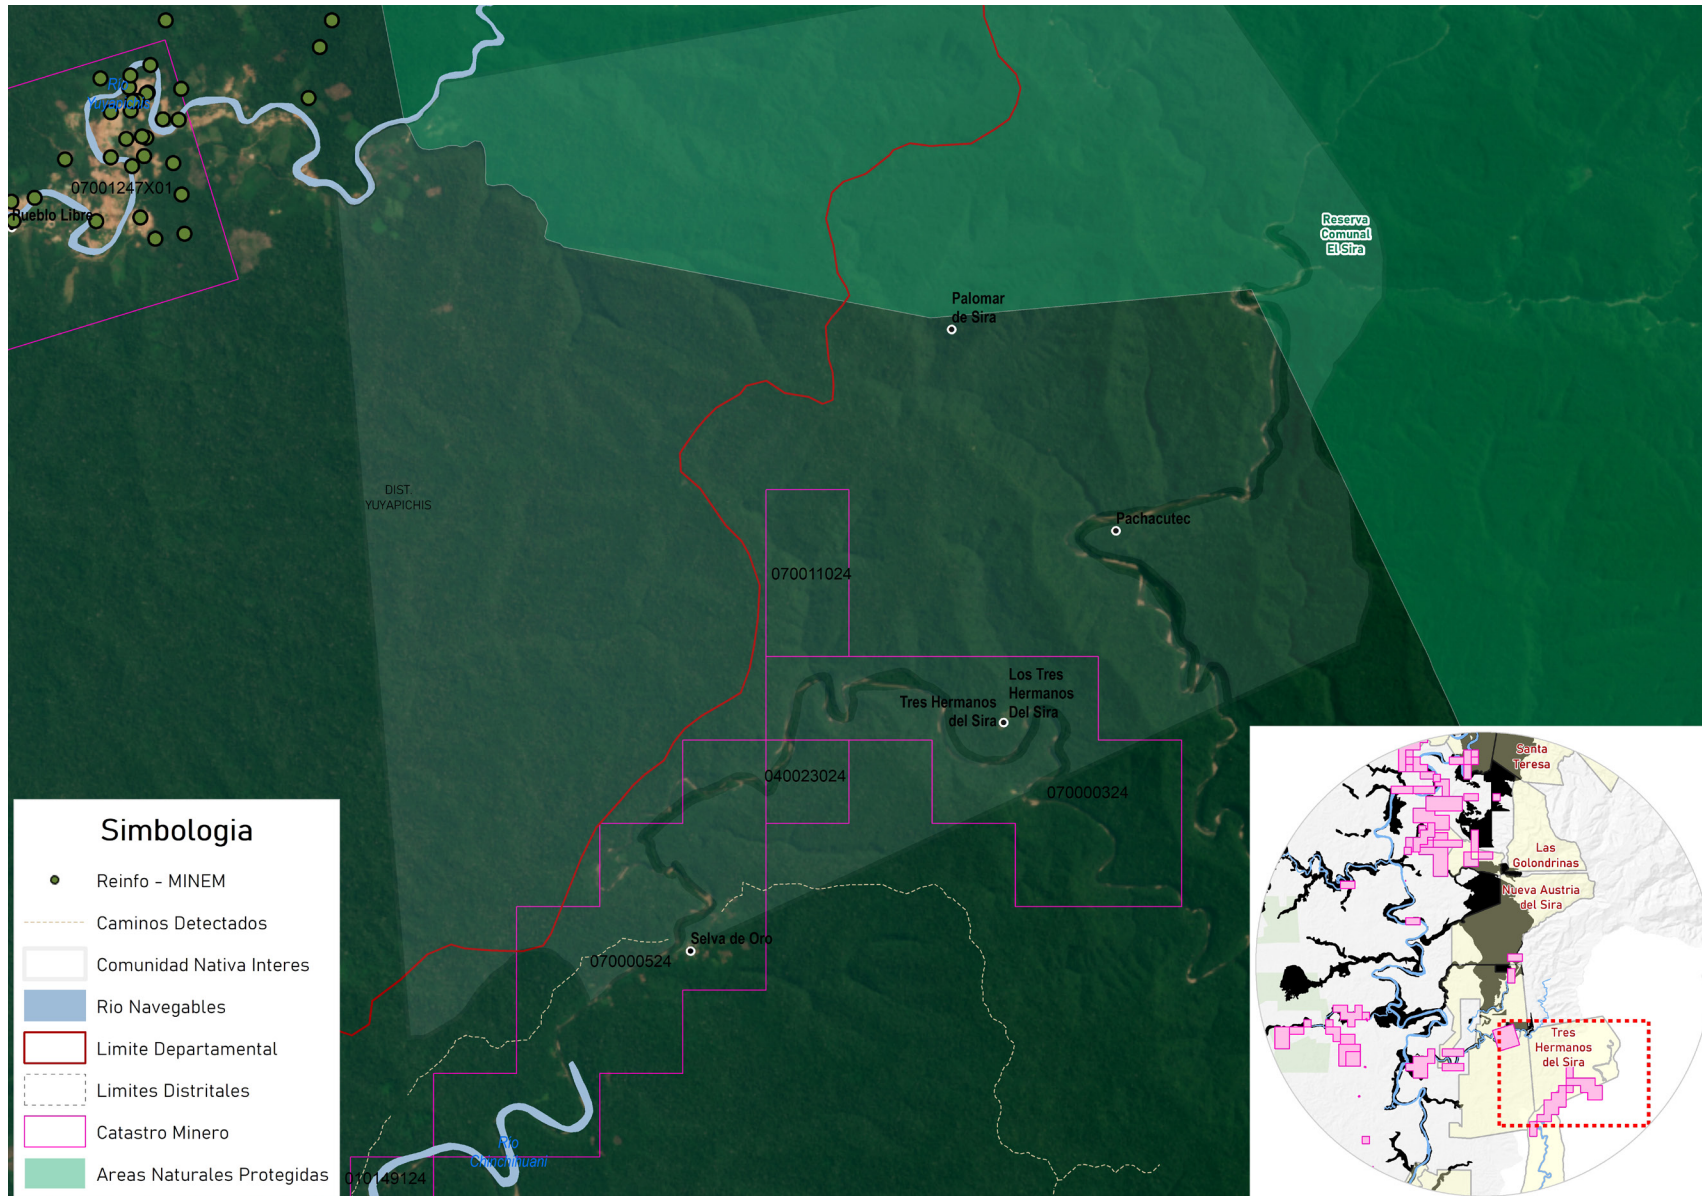 Rio
Yuyapichis
07001247X01
Pueblo Libre
Reserva
Comunal
El Sira
Palomar
de Sira
DIST.
YUYAPICHIS
Pachacutec
070011024
Los Tres
Hermanos
Del Sira
Tres Hermanos
del Sira
040023024
070000324
Selva de Oro
070000524
Rio
Chinchihuani
010149124
Simbologia
Reinfo - MINEM
Caminos Detectados
Comunidad Nativa Interes
Rio Navegables
Limite Departamental
Limites Distritales
Catastro Minero
Areas Naturales Protegidas
Santa
Teresa
Las
Golondrinas
Nueva Austria
del Sira
Tres
Hermanos
del Sira